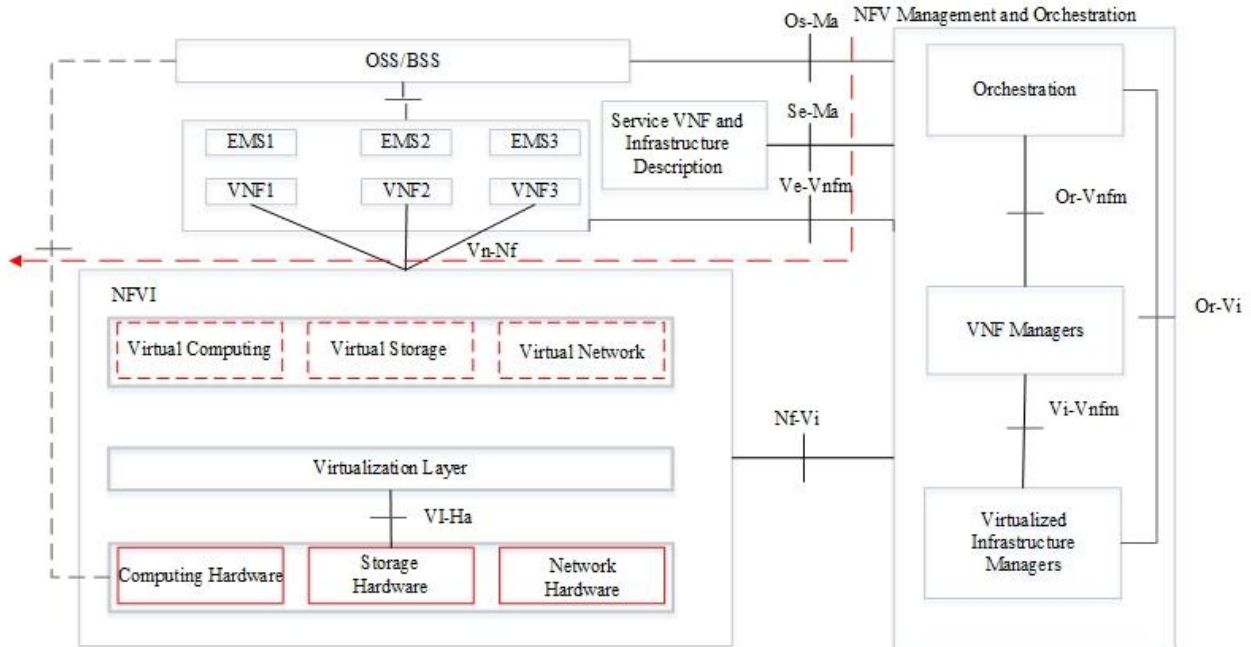 Os-Ma
NFV Management and Orchestration
OSS/BSS
Orchestration
EMS1
EMS2
EMS3
Service VNF and
Infrastructure
Description
Se-Ma
VNF1
VNF2
VNF3
Ve-Vnfm
Or-Vnfm
Vn-Nf
NFVI
Virtual Computing
Virtual Storage
Virtual Network
VNF Managers
Or-Vi
Nf-Vi
Vi-Vnfm
Virtualization Layer
VI-Ha
Virtualized
Infrastructure
Managers
Computing Hardware
Storage
Hardware
Network
Hardware